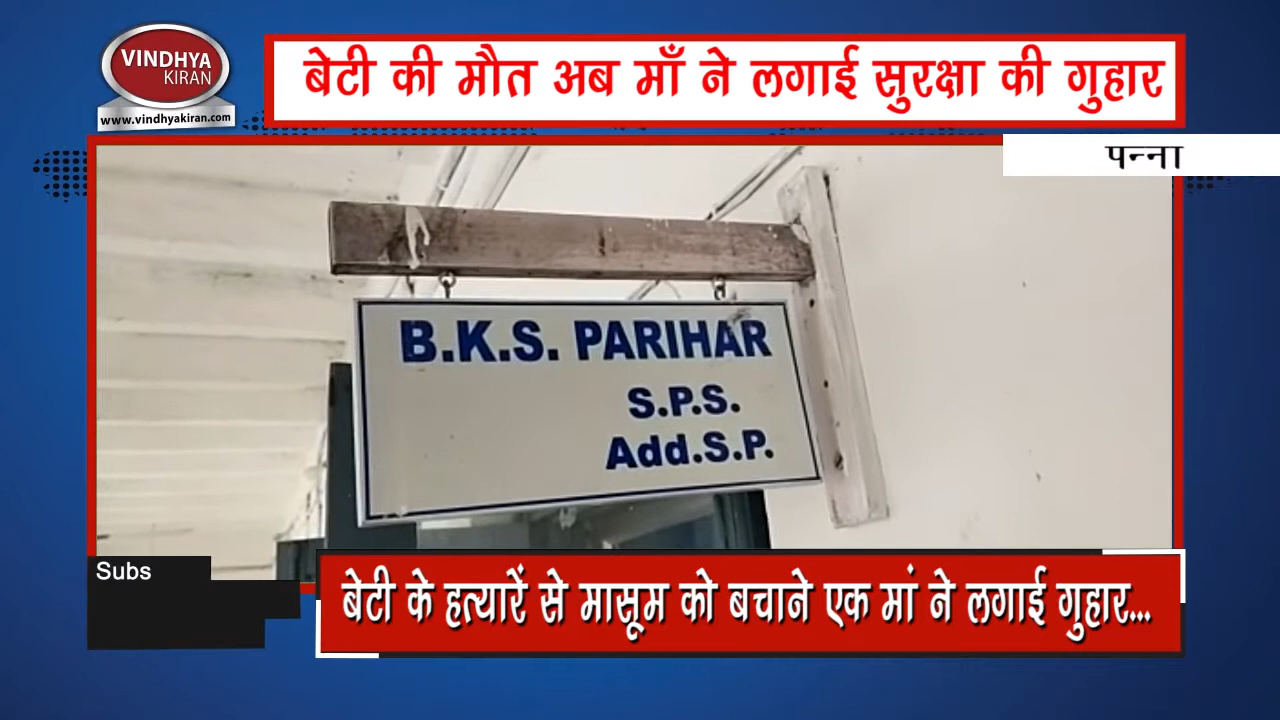 VINDHYA
KIRAN
www.vindhyakiran.com
बेटी की मौत अब माँ ने लगाई सुरक्षा की गुहार
पन्ना
B.K.S. PARIHAR
S.P.S.
Add.S.P.
Subs
बेटी के हत्यारें से मासूम को बचाने एक मां ने लगाई गुहार...